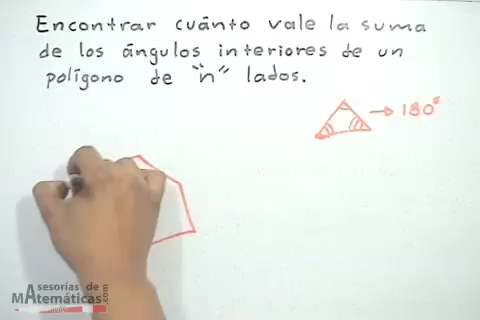 Encontrar cuánto vale la suma
de los ángulos interiores de un
polígono de "n" lados.
180°
Asesorías de
Matemáticas.com